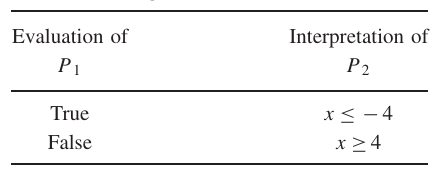 Evaluation of Interpretation of
P1 P2
True x ≤ − 4
False x ≥ 4